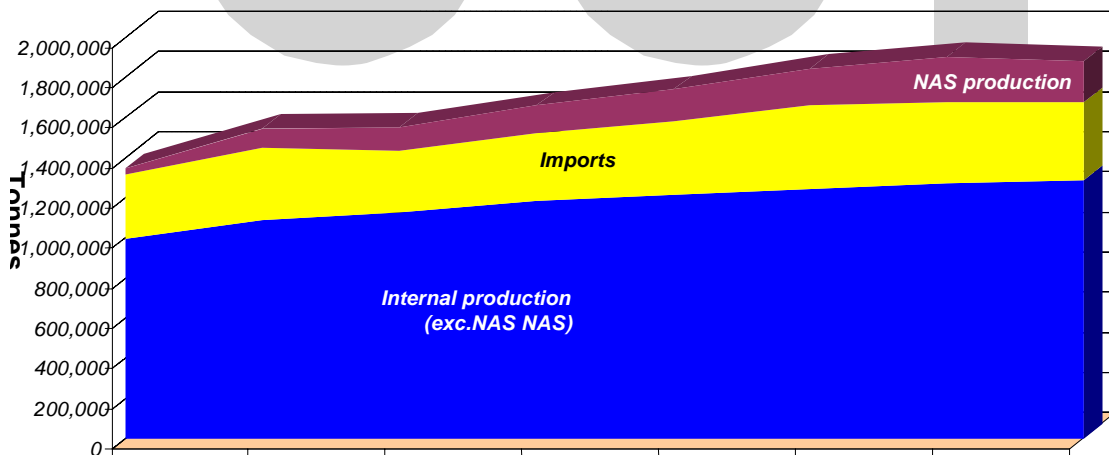 2,000,000
1,800,000
1,600,000
1,400,000
1,200,000
1,000,000
800,000
600,000
400,000
200,000
0
Tonnes
NAS production
Imports
Internal production
(exc.NAS NAS)